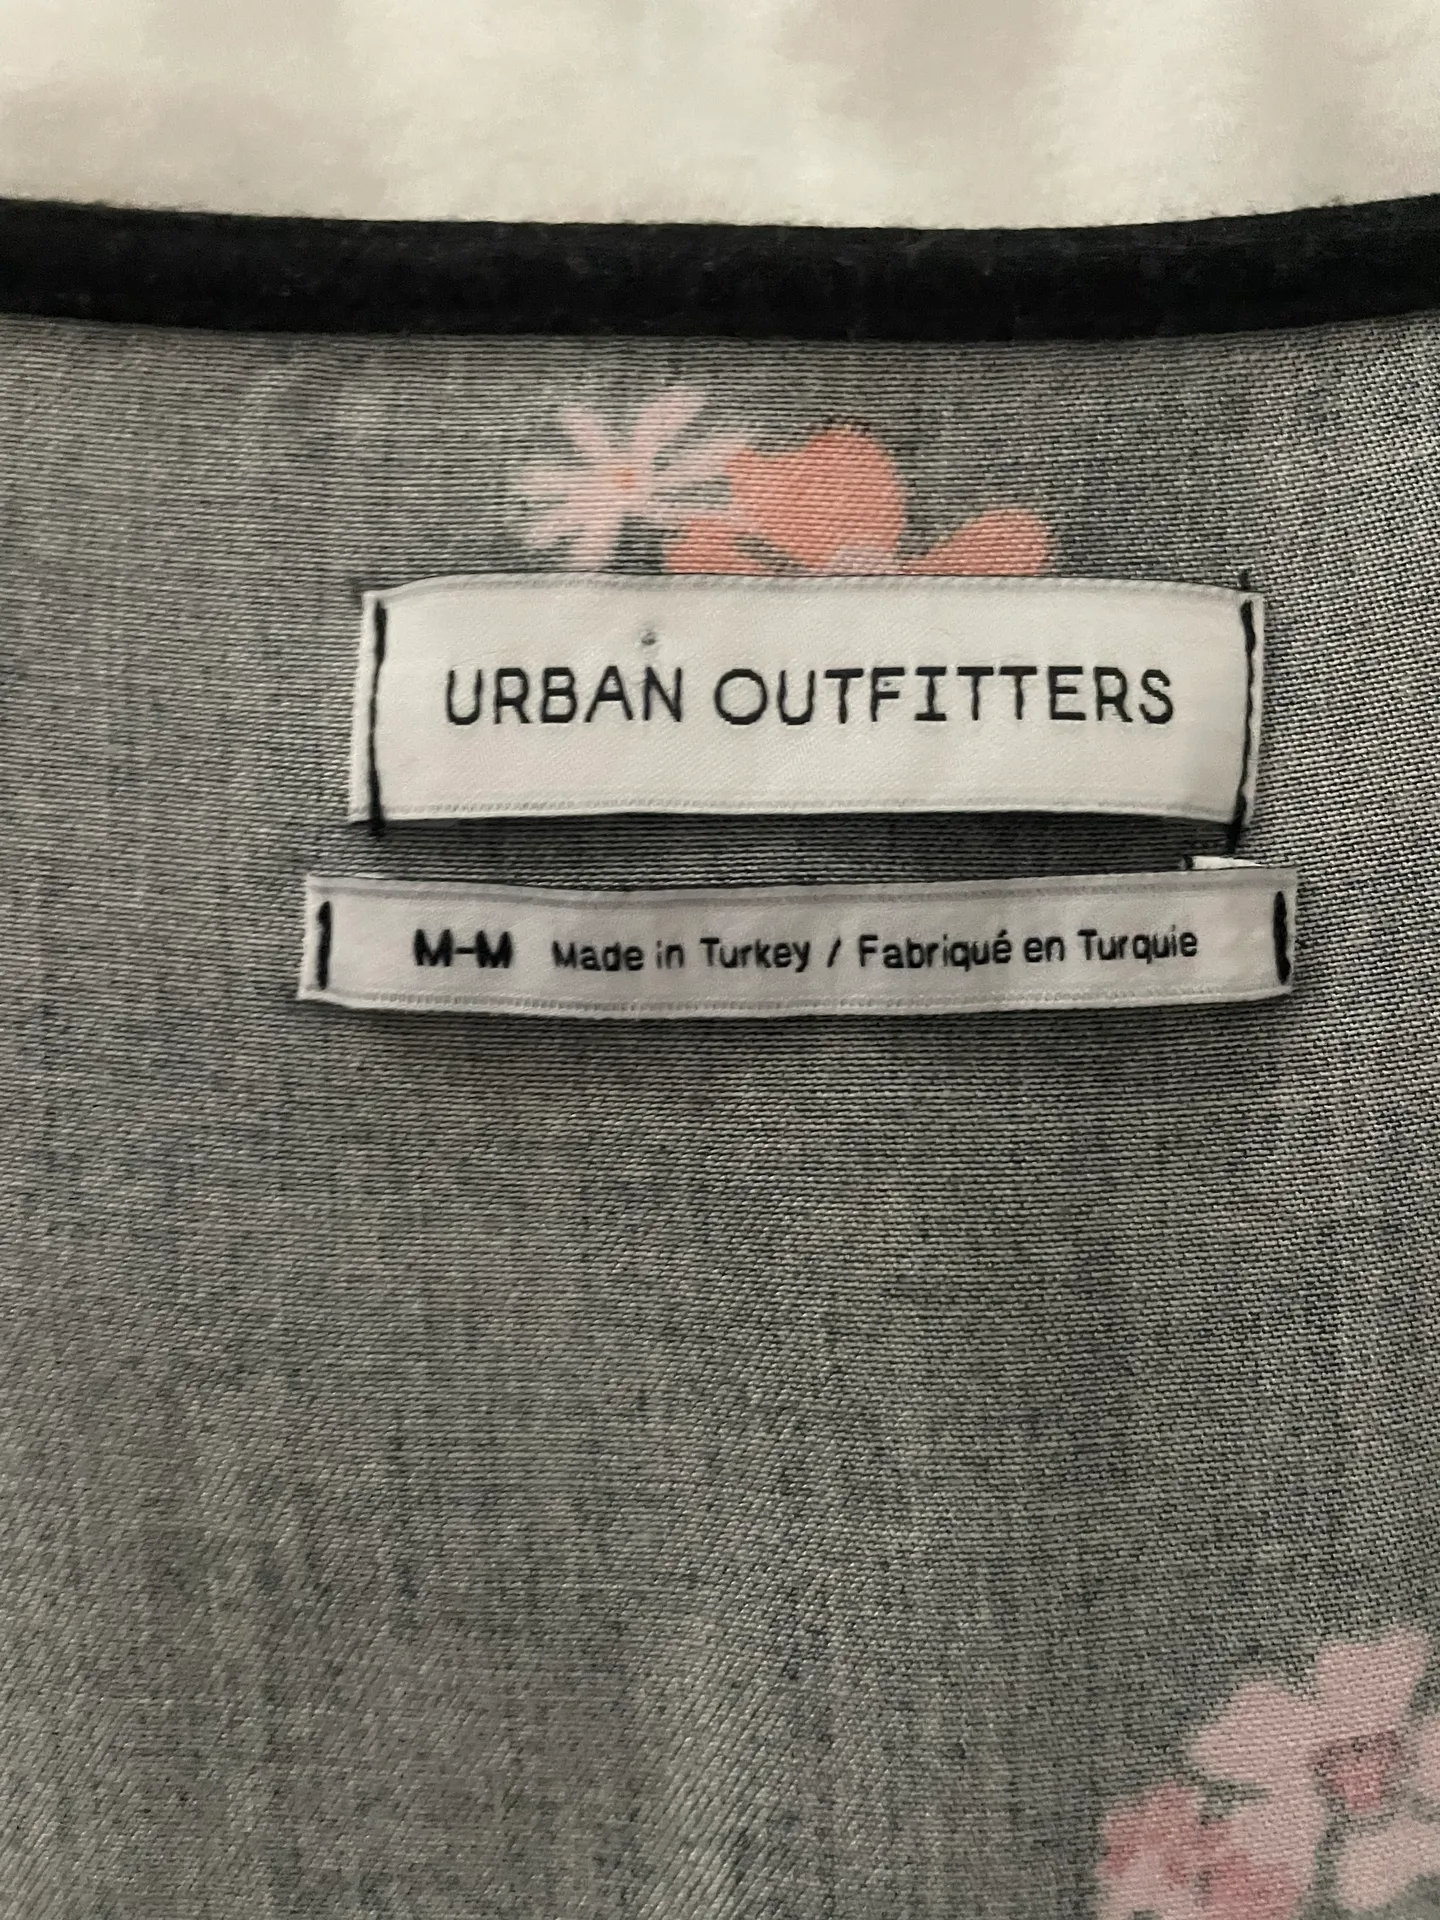 URBAN OUTFITTERS
M-M Made in Turkey / Fabriqué en Turquie